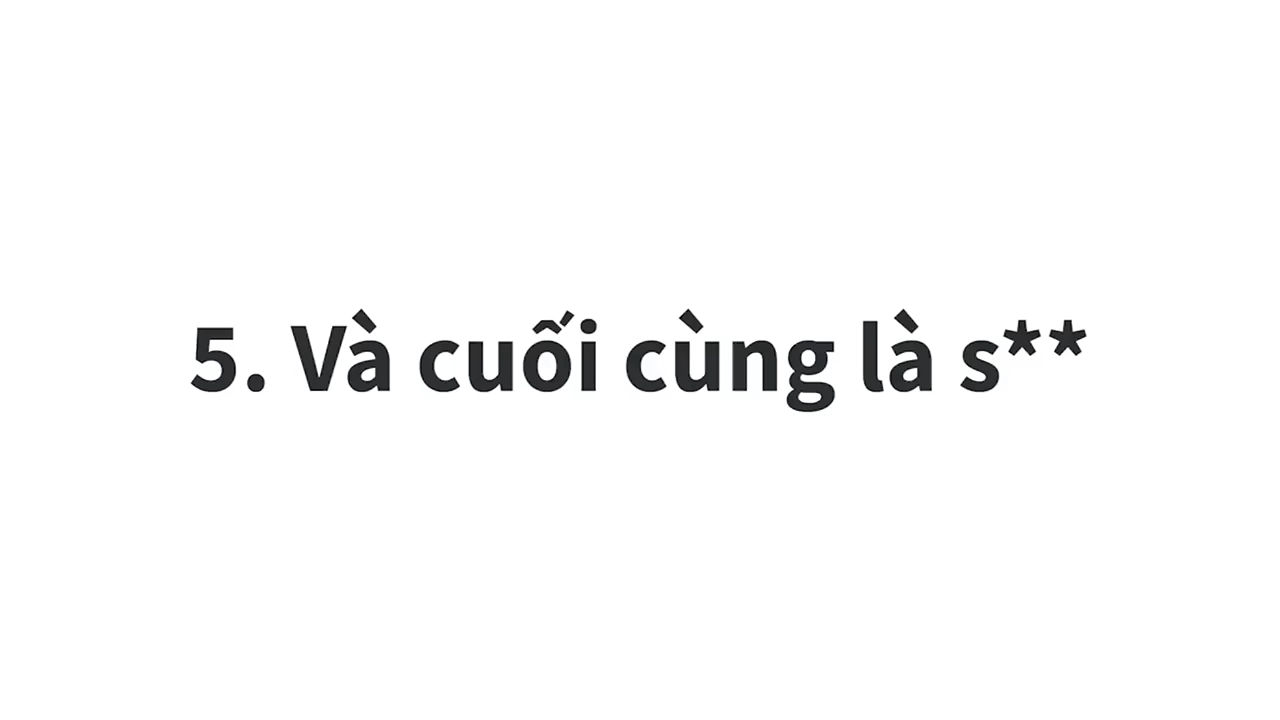 5. Và cuối cùng là s**